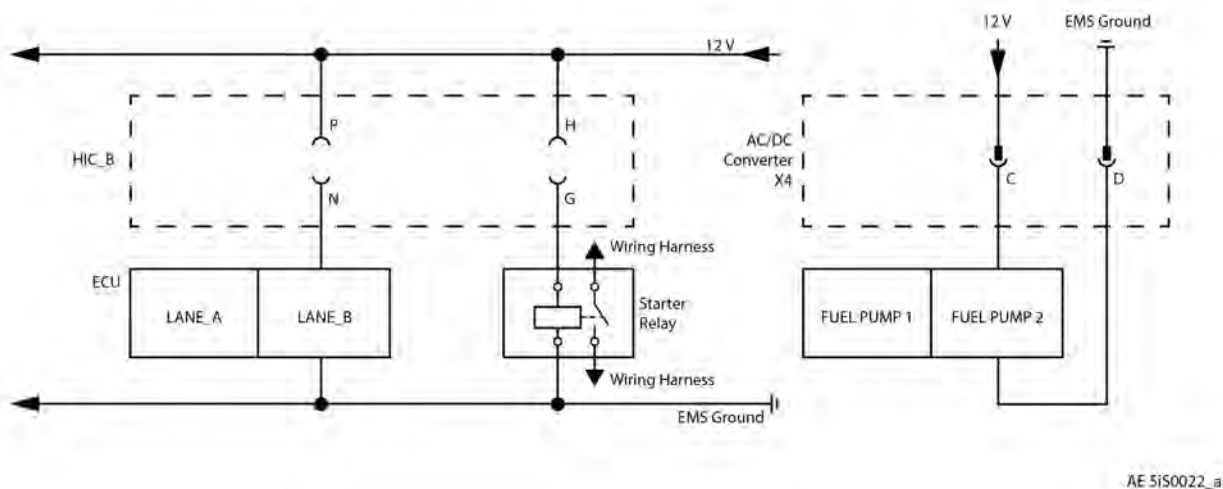 12 V
EMS Ground
12 V
P
H
HIC_B
AC/DC
Converter
X4
C
D
N
G
Wiring Harness
ECU
LANE_A
LANE_B
Starter
Relay
FUEL PUMP 1
FUEL PUMP 2
Wiring Harness
EMS Ground
AE 5iS0022_a